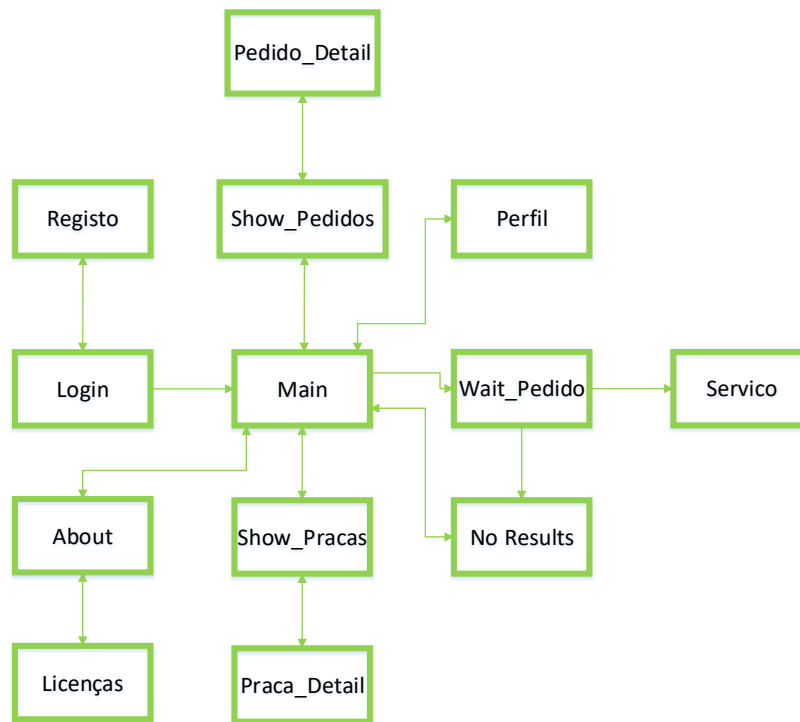 Pedido_Detail
Registo
Show_Pedidos
Perfil
Login
Main
Wait_Pedido
Servico
About
Show_Pracas
No Results
Licenças
Praca_Detail